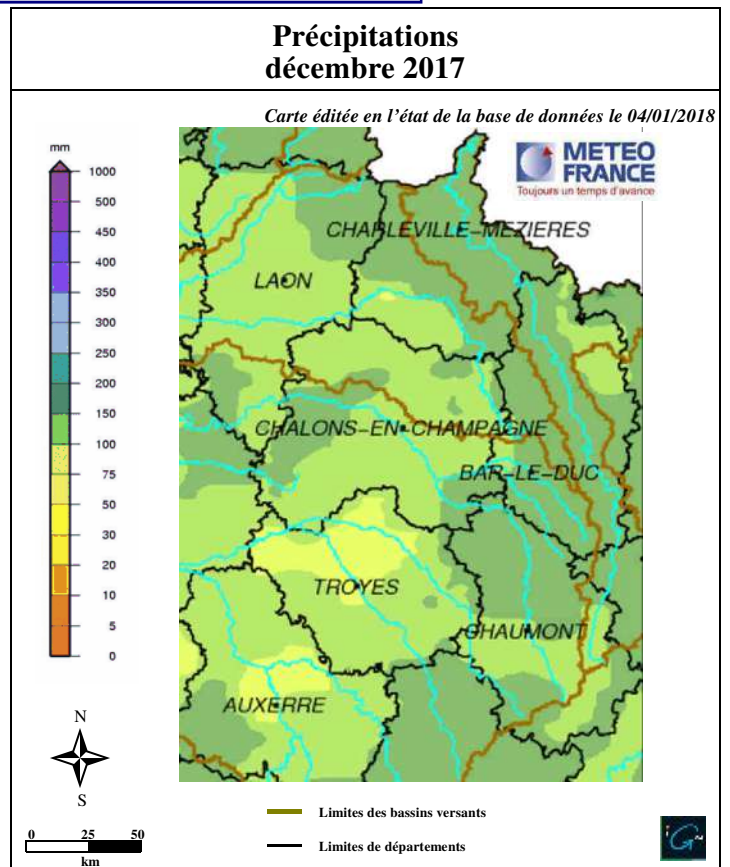 Précipitations
décembre 2017
Carte éditée en l'état de la base de données le 04/01/2018
mm
1000
500
450
400
350
300
250
200
150
100
75
50
30
20
10
5
0
METEO
FRANCE
Toujours un temps d'avance
CHARLEVILLE-MEZIERES
LAON
CHALONS-EN-CHAMPAGNE
BAR-LE-DUC
TROYES
CHAUMONT
AUXERRE
N
S
0 25 50
km
Limites des bassins versants
Limites de départements